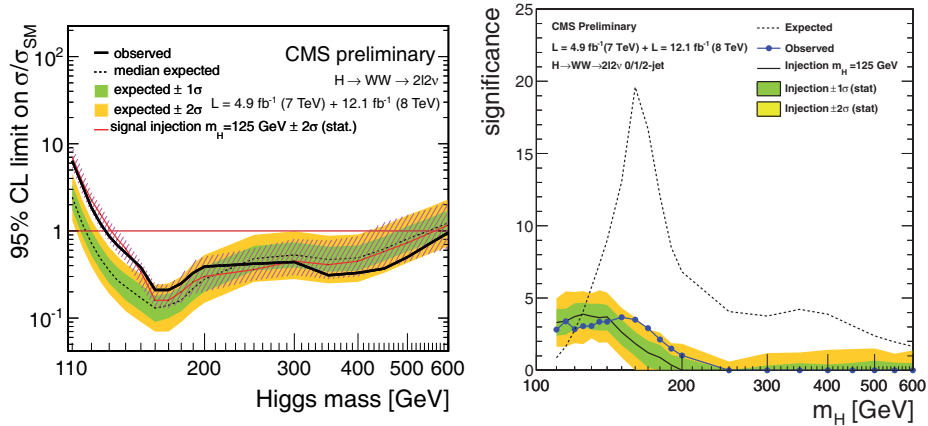 95% CL limit on σ/σSM
10²
10
1
10⁻¹
observed
median expected
expected ± 1σ
expected ± 2σ
signal injection mH=125 GeV ± 2σ (stat.)
CMS preliminary
H → WW → 2l2ν
L = 4.9 fb⁻¹ (7 TeV) + 12.1 fb⁻¹ (8 TeV)
110
200
300
400
500
600
Higgs mass [GeV]
significance
25
20
15
10
5
0
CMS Preliminary
L = 4.9 fb⁻¹(7 TeV) + L = 12.1 fb⁻¹ (8 TeV)
H→WW→2l2ν 0/1/2-jet
Expected
Observed
Injection mH=125 GeV
Injection ±1σ (stat)
Injection ±2σ (stat)
100
200
300
400
500
600
mH [GeV]